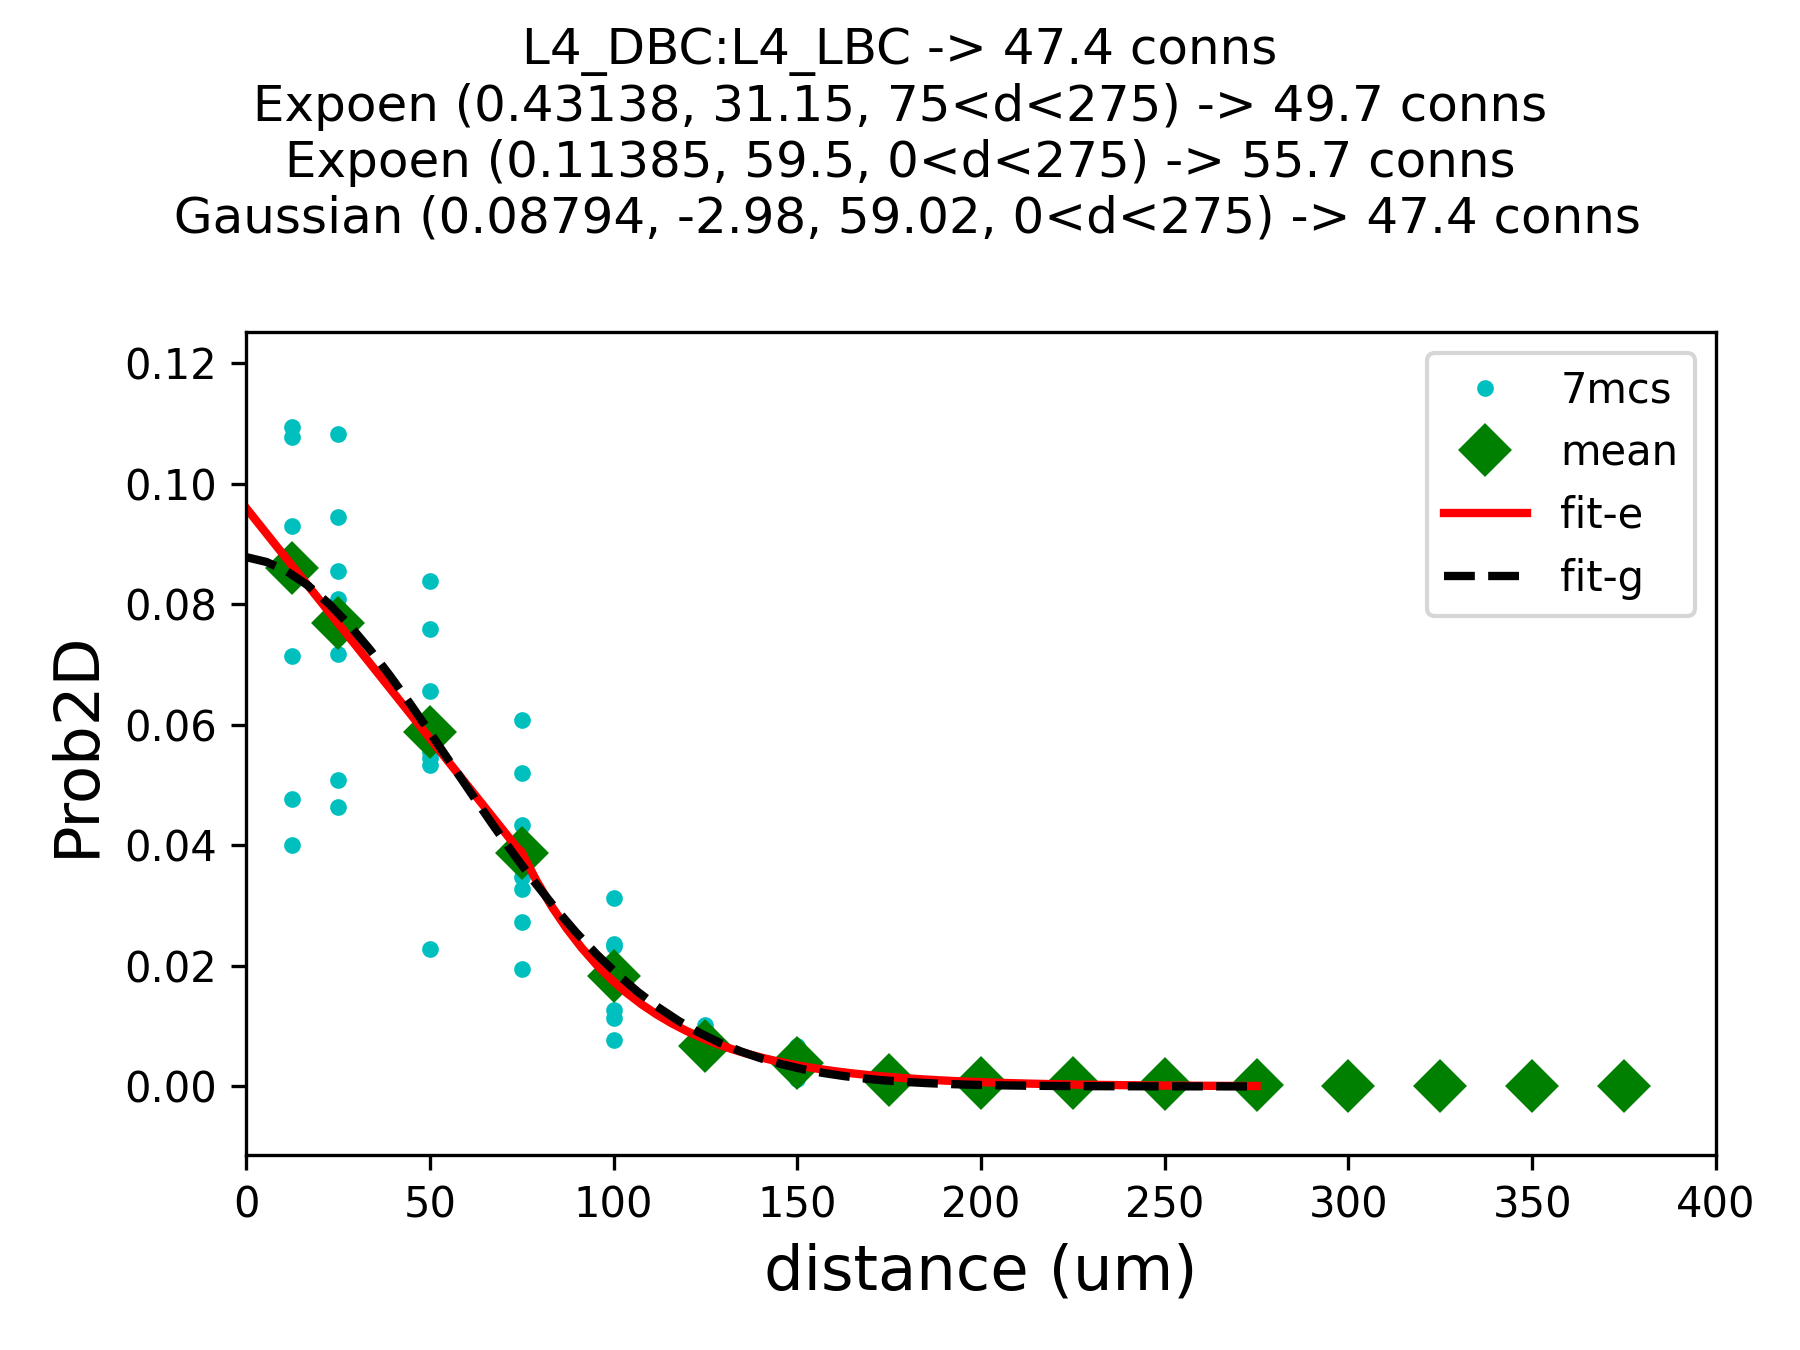 L4_DBC:L4_LBC -> 47.4 conns
Expoen (0.43138, 31.15, 75<d<275) -> 49.7 conns
Expoen (0.11385, 59.5, 0<d<275) -> 55.7 conns
Gaussian (0.08794, -2.98, 59.02, 0<d<275) -> 47.4 conns
0.12
0.10
0.08
0.06
0.04
0.02
0.00
Prob2D
7mcs
mean
fit-e
fit-g
0 50 100 150 200 250 300 350 400
distance (um)